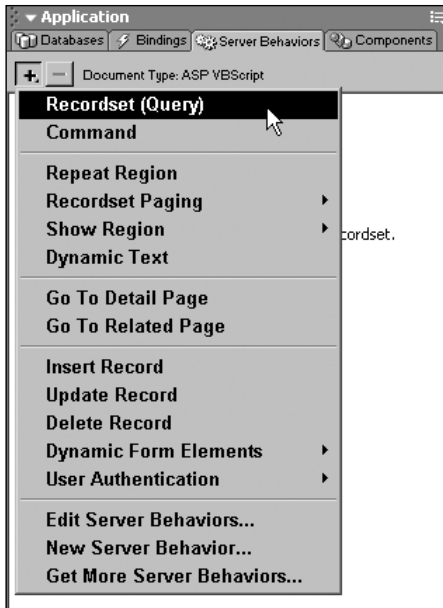 Application
Databases Bindings Server Behaviors Components
Document Type: ASP VBScript
Recordset (Query)
Command
Repeat Region
Recordset Paging
Show Region
cordset.
Dynamic Text
Go To Detail Page
Go To Related Page
Insert Record
Update Record
Delete Record
Dynamic Form Elements
User Authentication
Edit Server Behaviors...
New Server Behavior...
Get More Server Behaviors...